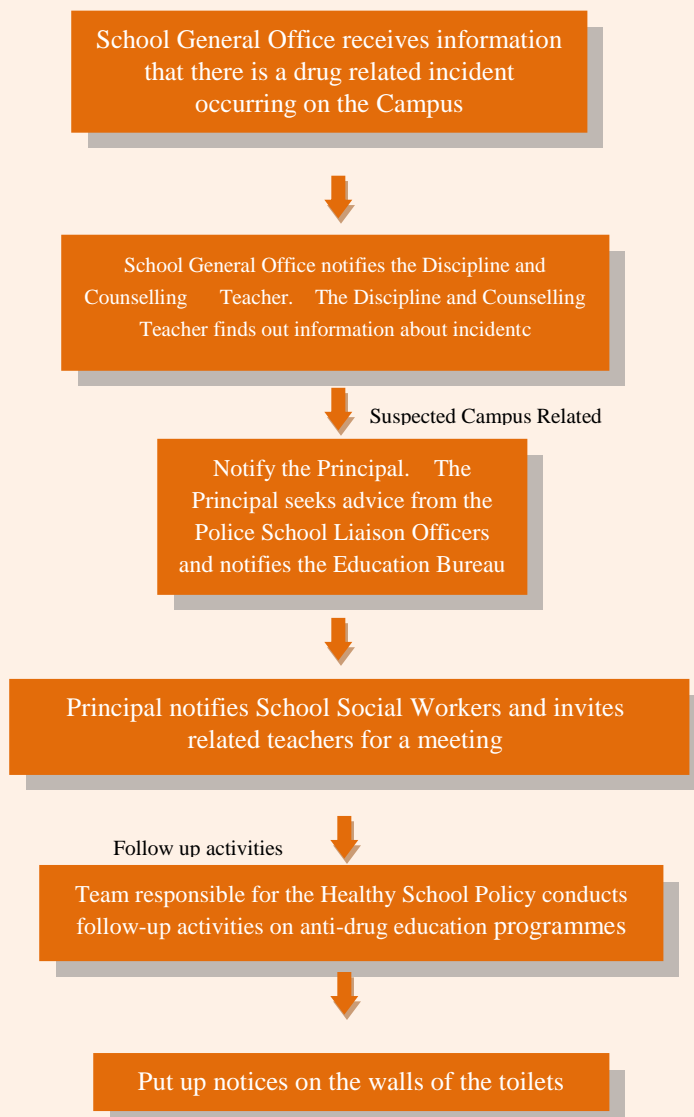 School General Office receives information
that there is a drug related incident
occurring on the Campus
School General Office notifies the Discipline and
Counselling Teacher. The Discipline and Counselling
Teacher finds out information about incidentc
Suspected Campus Related
Notify the Principal. The
Principal seeks advice from the
Police School Liaison Officers
and notifies the Education Bureau
Principal notifies School Social Workers and invites
related teachers for a meeting
Follow up activities
Team responsible for the Healthy School Policy conducts
follow-up activities on anti-drug education programmes
Put up notices on the walls of the toilets